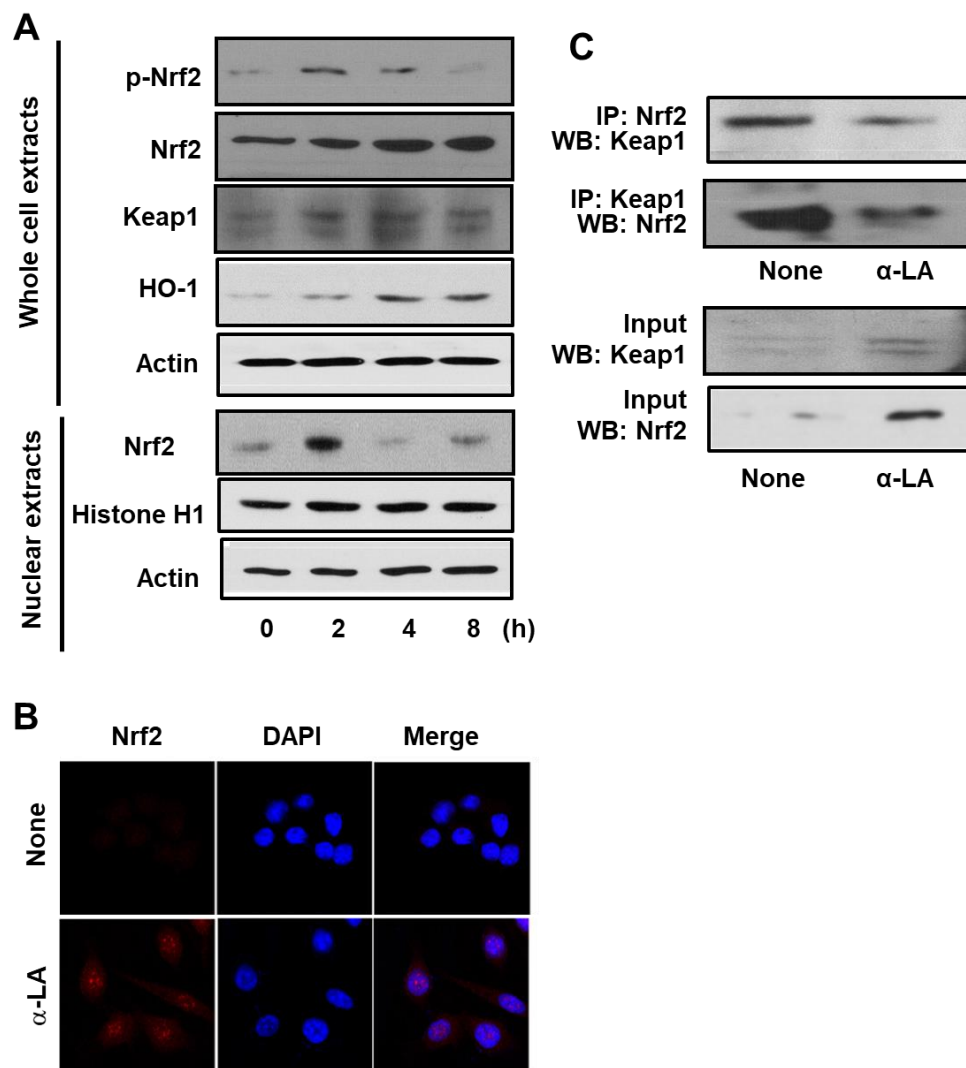 A
Whole cell extracts
p-Nrf2
Nrf2
Keap1
HO-1
Actin
Nuclear extracts
Nrf2
Histone H1
Actin
0 2 4 8 (h)
C
IP: Nrf2
WB: Keap1
IP: Keap1
WB: Nrf2
None α-LA
Input
WB: Keap1
Input
WB: Nrf2
None α-LA
B
Nrf2 DAPI Merge
None
α-LA